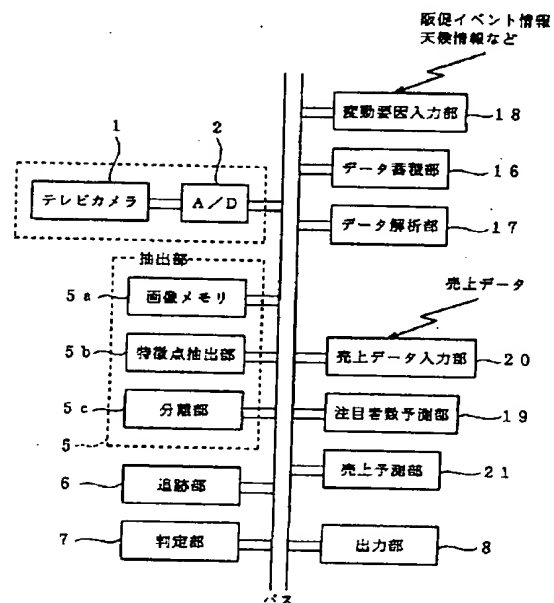 販促イベント情報
天候情報など
変動要因入力部
18
1
2
テレビカメラ
A/D
データ蓄積部
16
データ解析部
17
抽出部
5a
画像メモリ
売上データ
5b
特徴点抽出部
売上データ入力部
20
5c
分離部
注目者数予測部
19
5
6
追跡部
売上予測部
21
7
判定部
出力部
8
バス